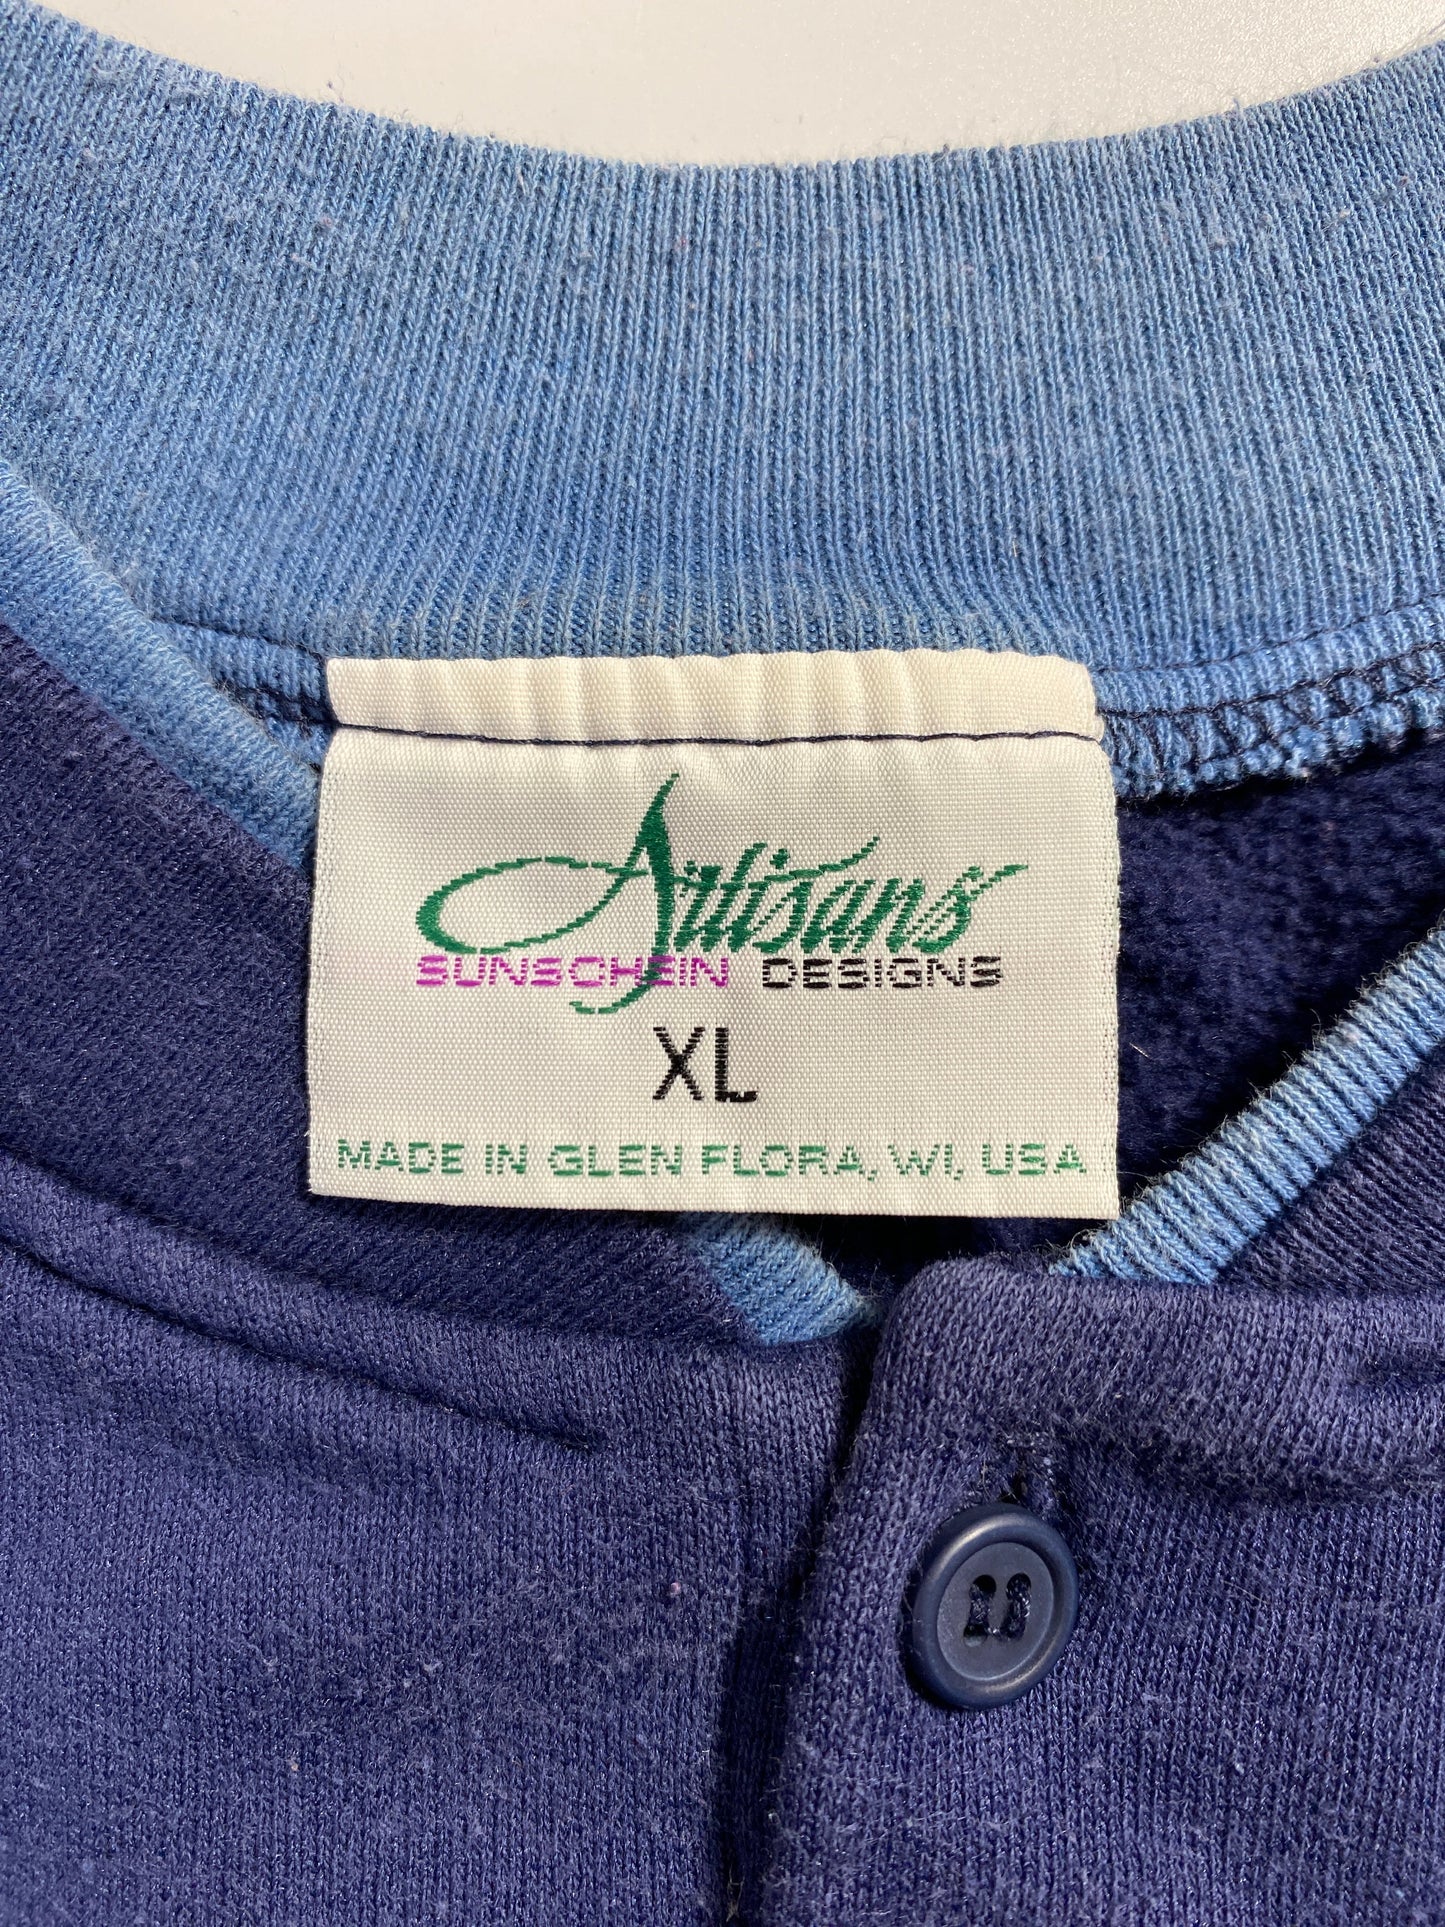 Artisans
SUNSCHEIN DESIGNS
XL
MADE IN GLEN FLORA, WI, USA